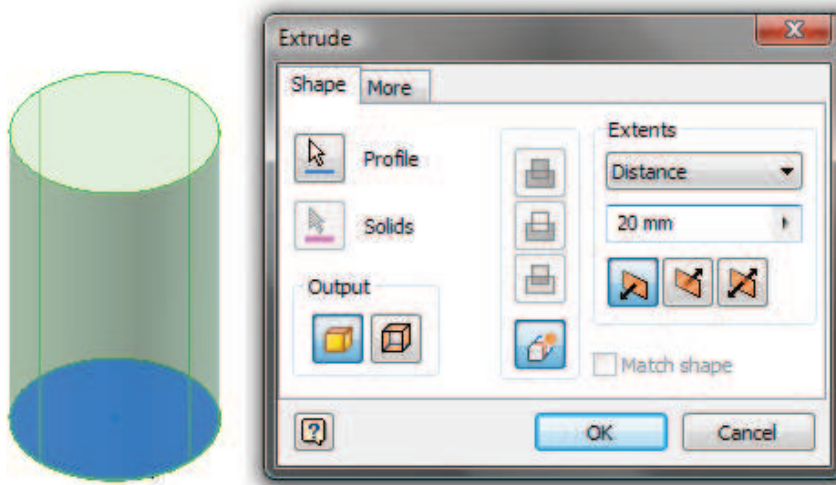 Extrude
Shape More
Profile
Solids
Output
Extents
Distance
20 mm
Match shape
OK
Cancel